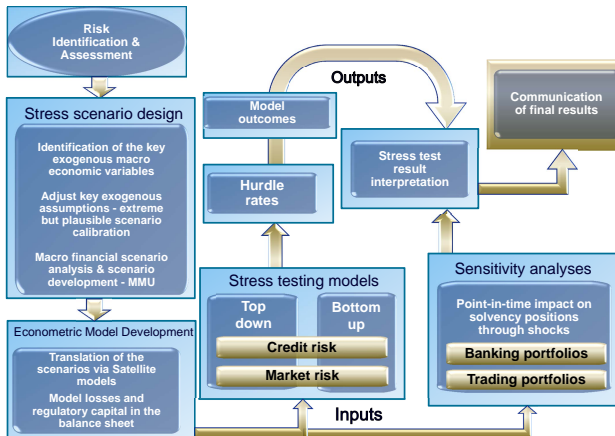 Risk
Identification &
Assessment
Stress scenario design
Identification of the key
exogenous macro
economic variables
Adjust key exogenous
assumptions - extreme
but plausible scenario
calibration
Macro financial scenario
analysis & scenario
development - MMU
Econometric Model Development
Translation of the
scenarios via Satellite
models
Model losses and
regulatory capital in the
balance sheet
Outputs
Model
outcomes
Hurdle
rates
Stress testing models
Top
down
Bottom
up
Credit risk
Market risk
Inputs
Stress test
result
interpretation
Communication
of final results
Sensitivity analyses
Point-in-time impact on
solvency positions
through shocks
Banking portfolios
Trading portfolios